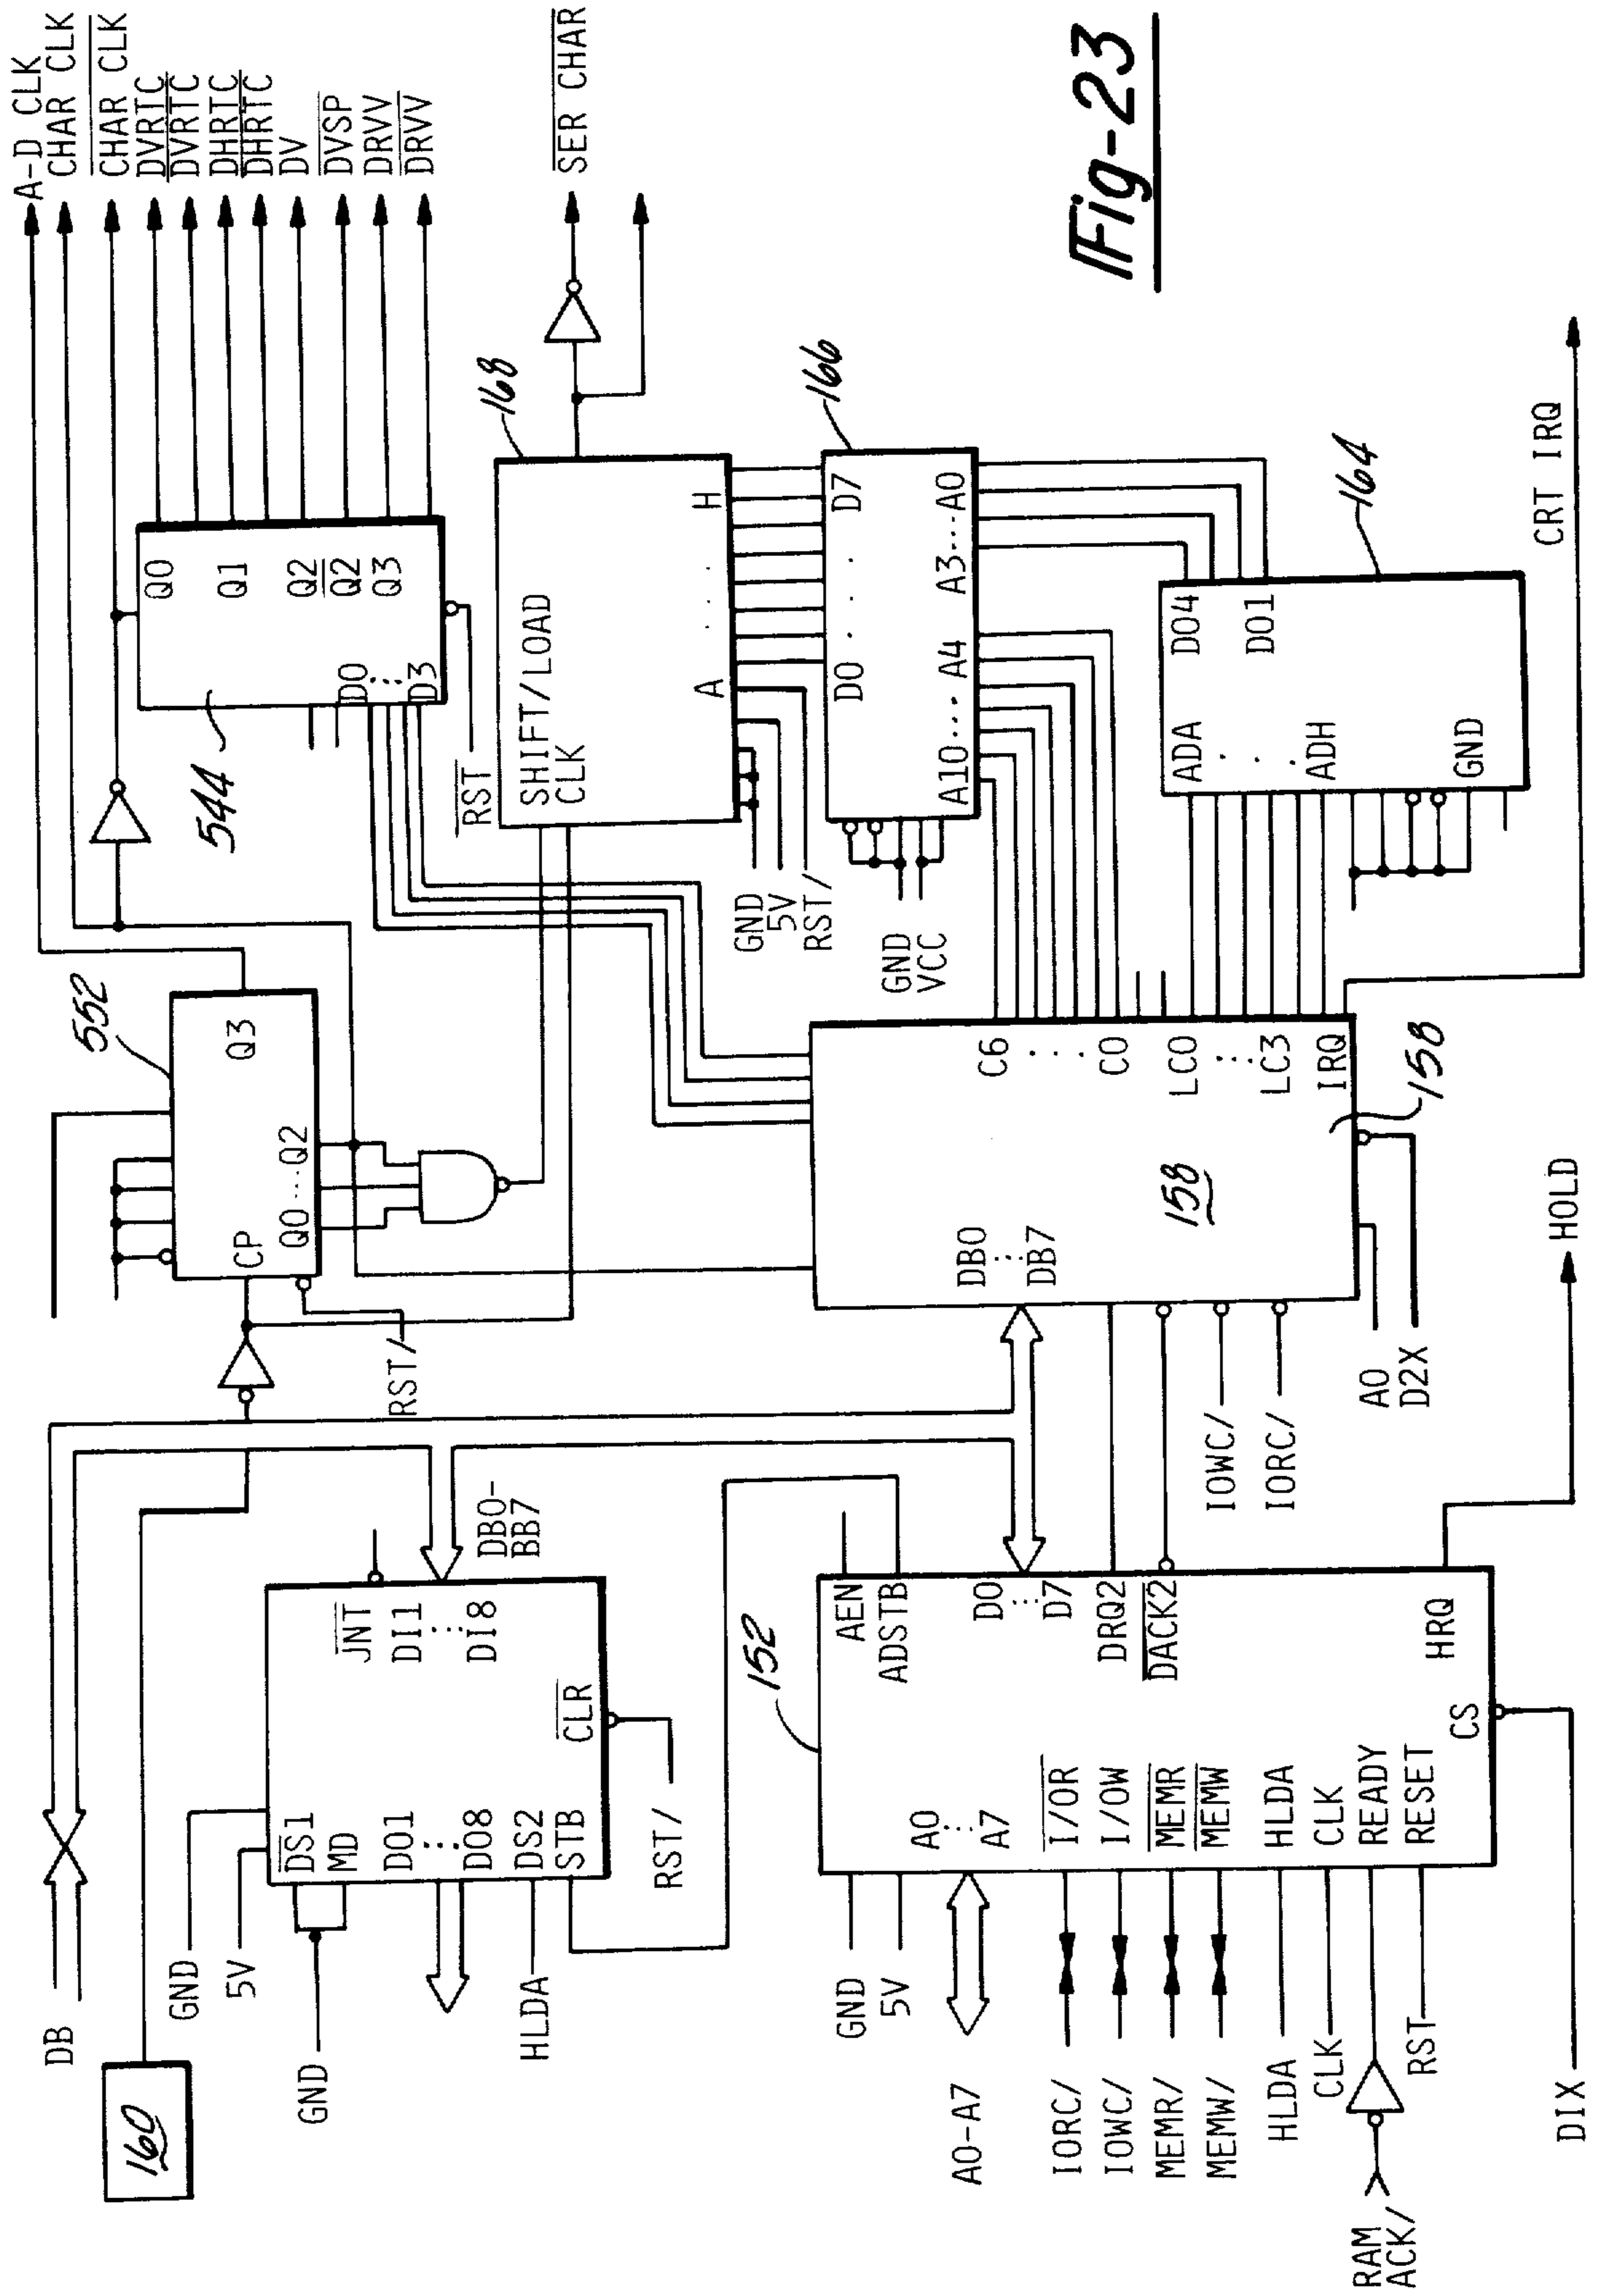 A-D CLK
CHAR CLK
CHAR CLK
DVRTC
DVRTC
DHRTC
DHRTC
DV
DVSP
DRVV
DRVV
SER CHAR
Fig-23
552
Q3
CP
Q0...Q2
RST/
544
Q0
Q1
Q2
Q2
Q3
D0
D3
RST
168
SHIFT/LOAD
CLK
A
H
GND
5V
RST/
166
D0
D7
A10...A4
A3...A0
GND
VCC
164
ADA
ADH
GND
DO4
DO1
CRT IRQ
DB
160
GND
5V
GND
DS1
MD
DO1
DO8
DS2
STB
HLDA
JNT
DI1
DI8
CLR
RST/
DB0-
BB7
152
GND
5V
A0-A7
IORC/
IOWC/
MEMR/
MEMW/
HLDA
CLK
RST
RAM
ACK/
DIX
A0
A7
I/OR
I/OW
MEMR
MEMW
HLDA
CLK
READY
RESET
CS
AEN
ADSTB
D0
D7
DRQ2
DACK2
HRQ
HOLD
IOWC/
IORC/
A0
D2X
DB0
DB7
158
158
C6
C0
LC0
LC3
IRQ